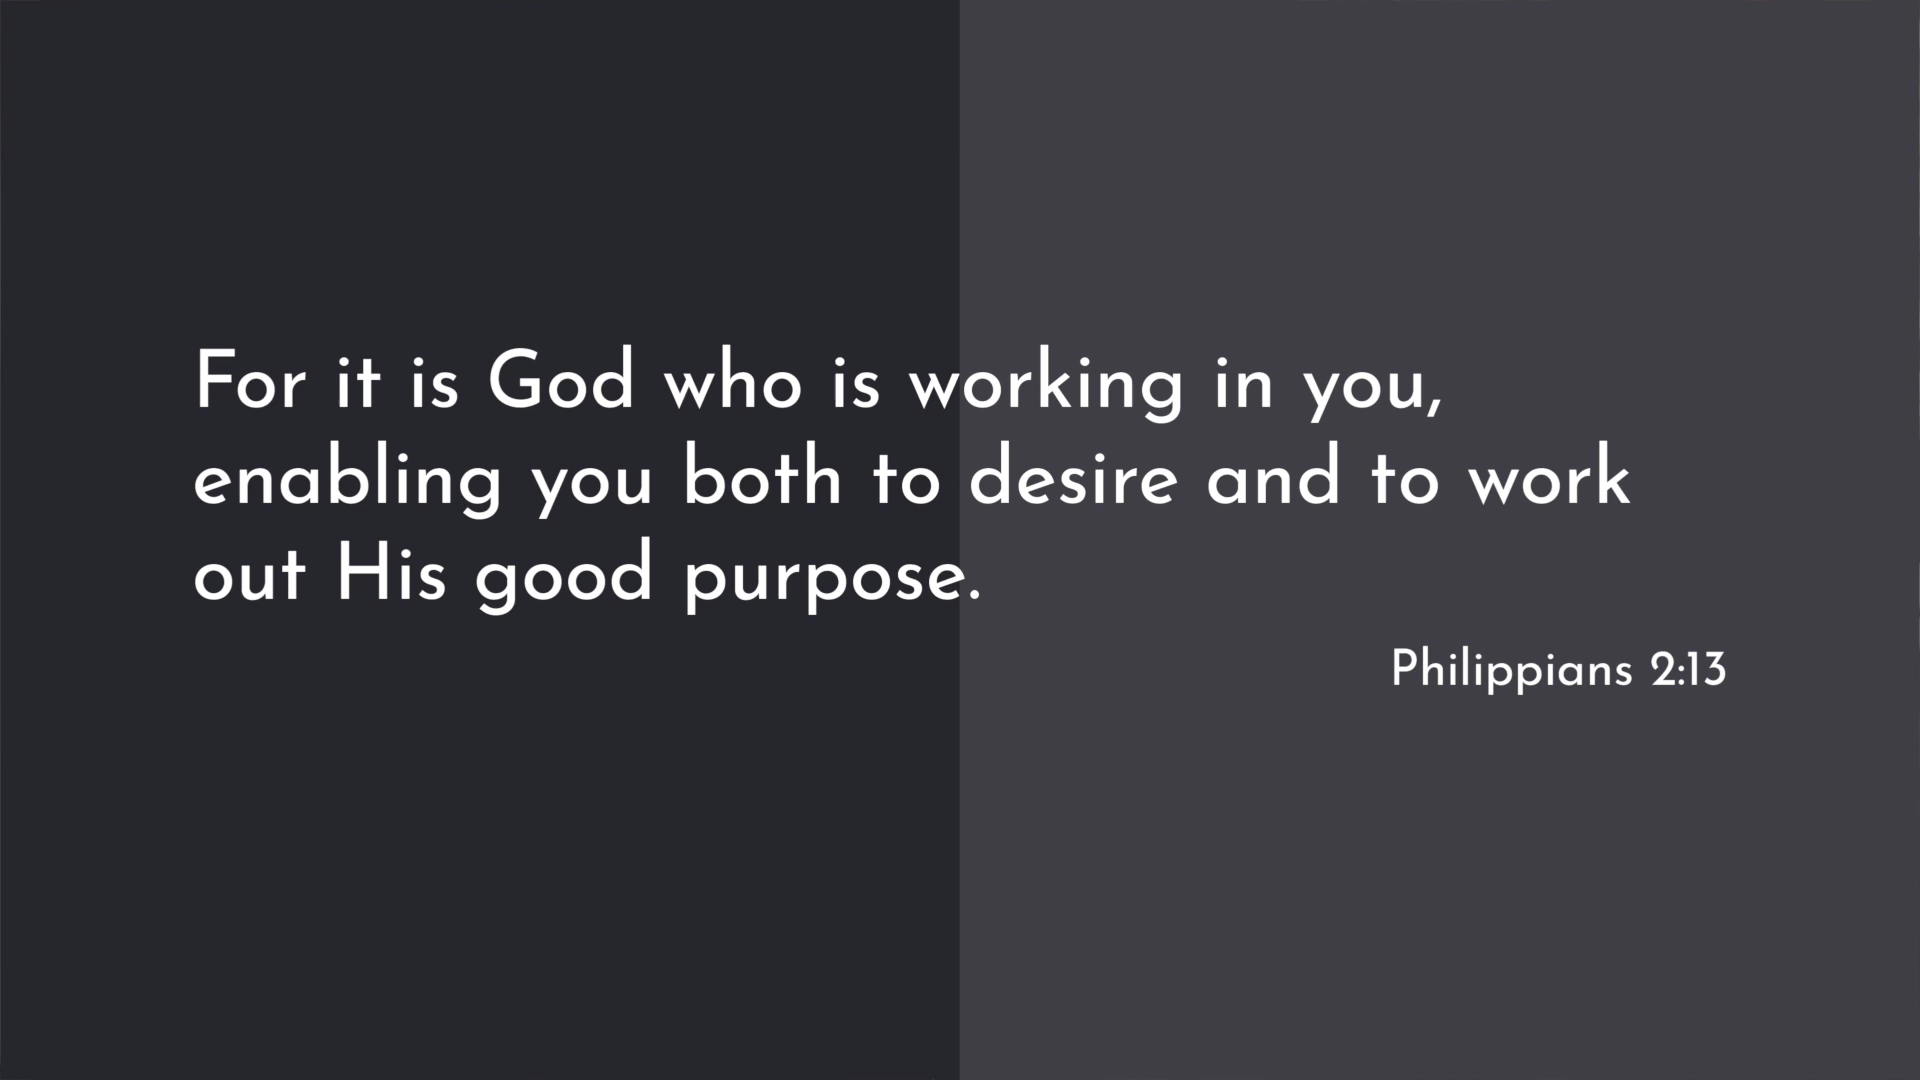 For it is God who is working in you,
enabling you both to desire and to work
out His good purpose.
Philippians 2:13